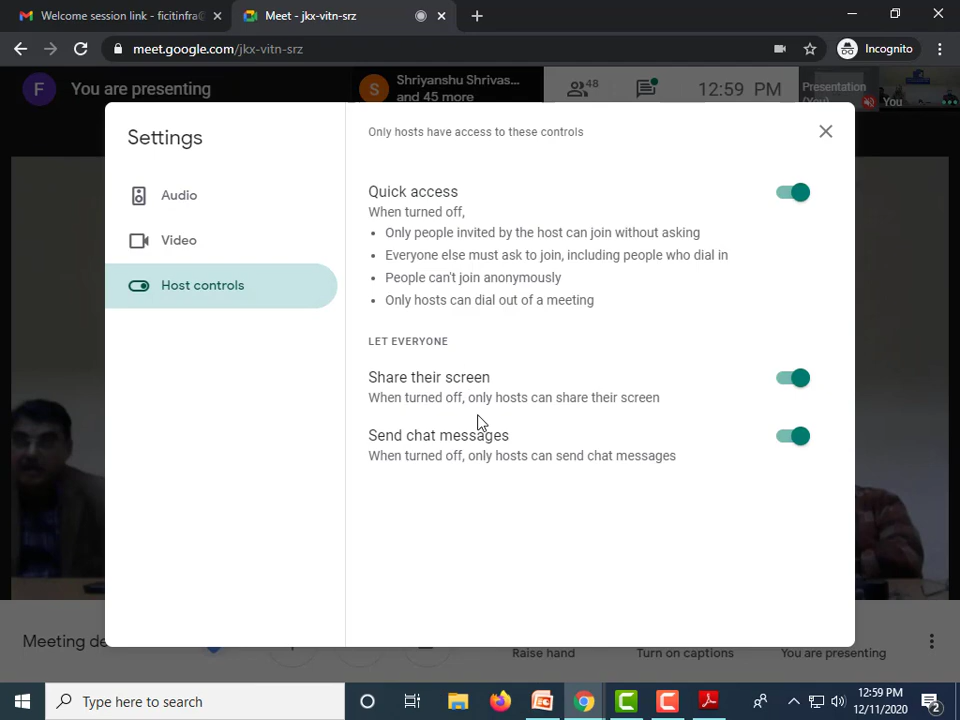 Welcome session link - ficitinfra
Meet - jkx-vitn-srz
meet.google.com/jkx-vitn-srz
Incognito
F
You are presenting
S
Shriyanshu Shrivas...
and 45 more
48
12:59 PM
Presentation
(You)
You
Settings
Audio
Video
Host controls
Only hosts have access to these controls
Quick access
When turned off,
• Only people invited by the host can join without asking
• Everyone else must ask to join, including people who dial in
• People can't join anonymously
• Only hosts can dial out of a meeting
LET EVERYONE
Share their screen
When turned off, only hosts can share their screen
Send chat messages
When turned off, only hosts can send chat messages
Meeting de
Raise hand
Turn on captions
You are presenting
Type here to search
12:59 PM
12/11/2020
2